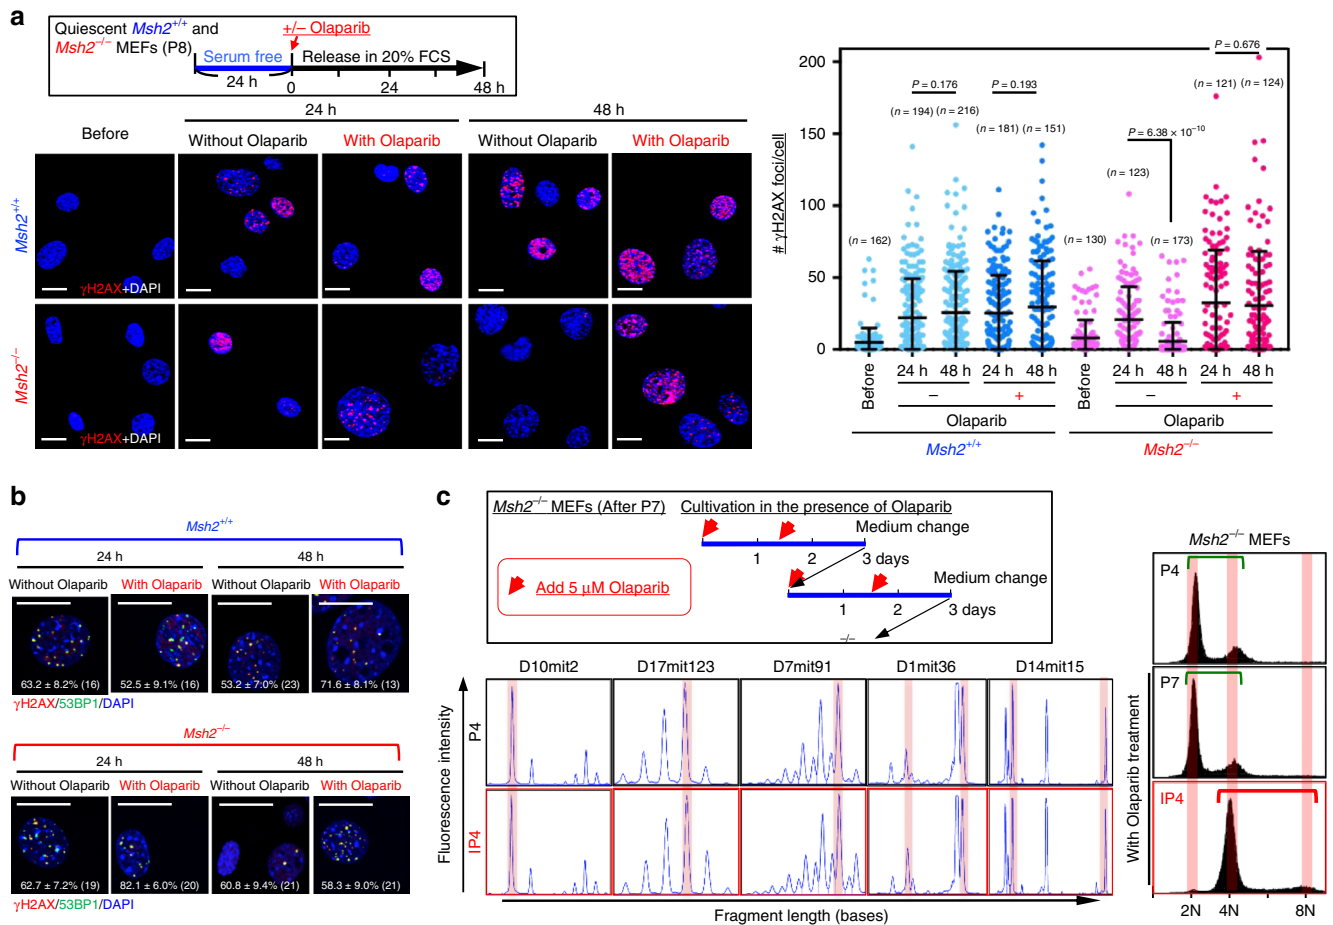 a
Quiescent Msh2+/+ and
Msh2−/− MEFs (P8)
+/– Olaparib
Serum free
Release in 20% FCS
24 h
0
24
48 h
24 h
48 h
Before
Without Olaparib
With Olaparib
Without Olaparib
With Olaparib
Msh2+/+
γH2AX+DAPI
Msh2−/−
γH2AX+DAPI
# γH2AX foci/cell
200
150
100
50
0
P = 0.176
P = 0.193
P = 6.38 × 10−10
P = 0.676
(n = 162)
(n = 194)
(n = 216)
(n = 181)
(n = 151)
(n = 130)
(n = 123)
(n = 173)
(n = 121)
(n = 124)
Before
24 h
48 h
24 h
48 h
Before
24 h
48 h
24 h
48 h
–
+
–
+
Olaparib
Olaparib
Msh2+/+
Msh2−/−
b
Msh2+/+
24 h
48 h
Without Olaparib
With Olaparib
Without Olaparib
With Olaparib
63.2 ± 8.2% (16)
52.5 ± 9.1% (16)
53.2 ± 7.0% (23)
71.6 ± 8.1% (13)
γH2AX/53BP1/DAPI
Msh2−/−
24 h
48 h
Without Olaparib
With Olaparib
Without Olaparib
With Olaparib
62.7 ± 7.2% (19)
82.1 ± 6.0% (20)
60.8 ± 9.4% (21)
58.3 ± 9.0% (21)
γH2AX/53BP1/DAPI
c
Msh2−/− MEFs (After P7)
Cultivation in the presence of Olaparib
Medium change
1
2
3 days
Add 5 μM Olaparib
Medium change
1
2
3 days
–/–
D10mit2
D17mit123
D7mit91
D1mit36
D14mit15
Fluorescence intensity
P4
IP4
Fragment length (bases)
Msh2−/− MEFs
P4
P7
IP4
With Olaparib treatment
2N
4N
8N